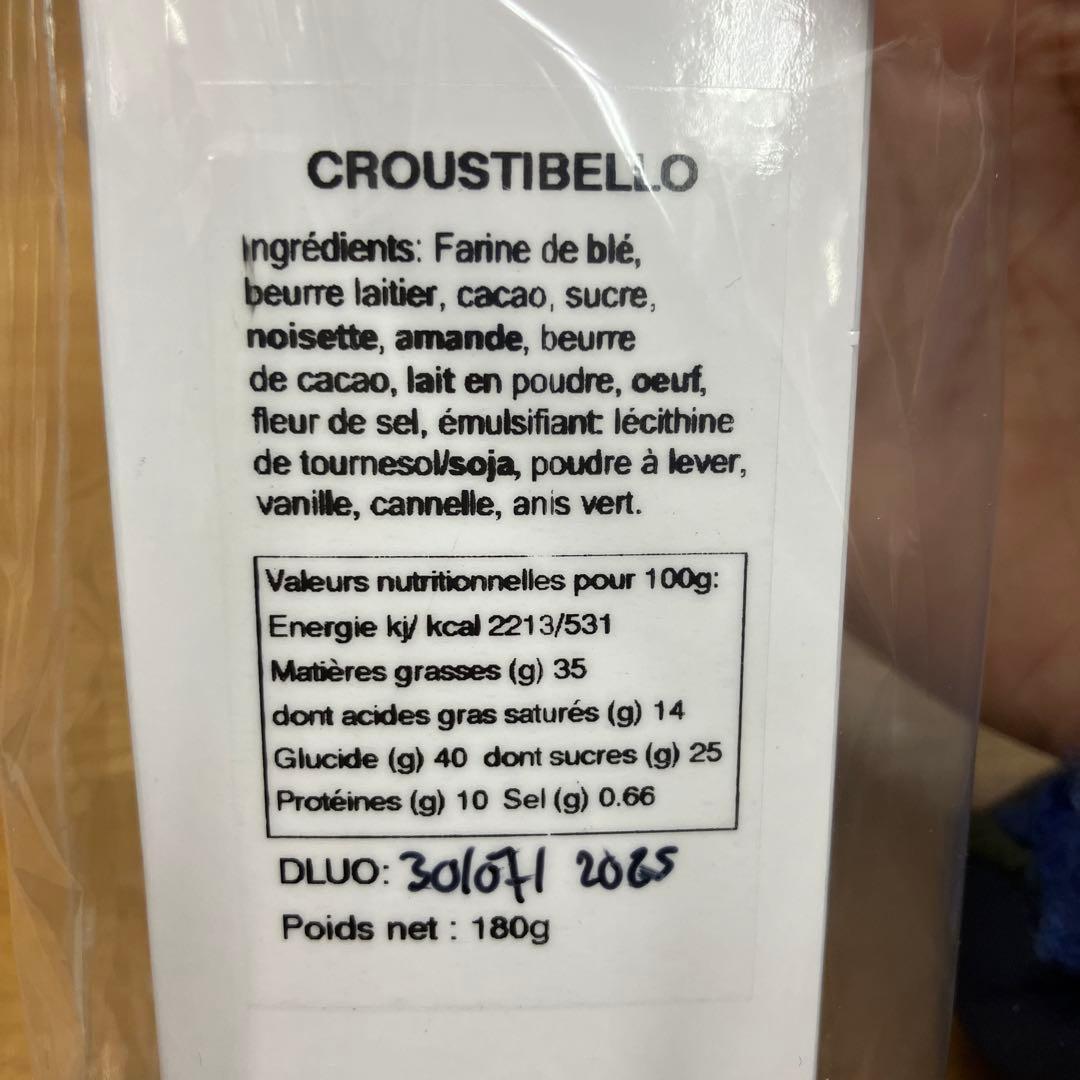 CROUSTIBELLO
Ingrédients: Farine de blé,
beurre laitier, cacao, sucre,
noisette, amande, beurre
de cacao, lait en poudre, oeuf,
fleur de sel, émulsifiant: lécithine
de tournesol/soja, poudre à lever,
vanille, cannelle, anis vert.
Valeurs nutritionnelles pour 100g:
Energie kj/ kcal 2213/531
Matières grasses (g) 35
dont acides gras saturés (g) 14
Glucide (g) 40 dont sucres (g) 25
Protéines (g) 10 Sel (g) 0.66
DLUO: 30/07/ 2025
Poids net : 180g